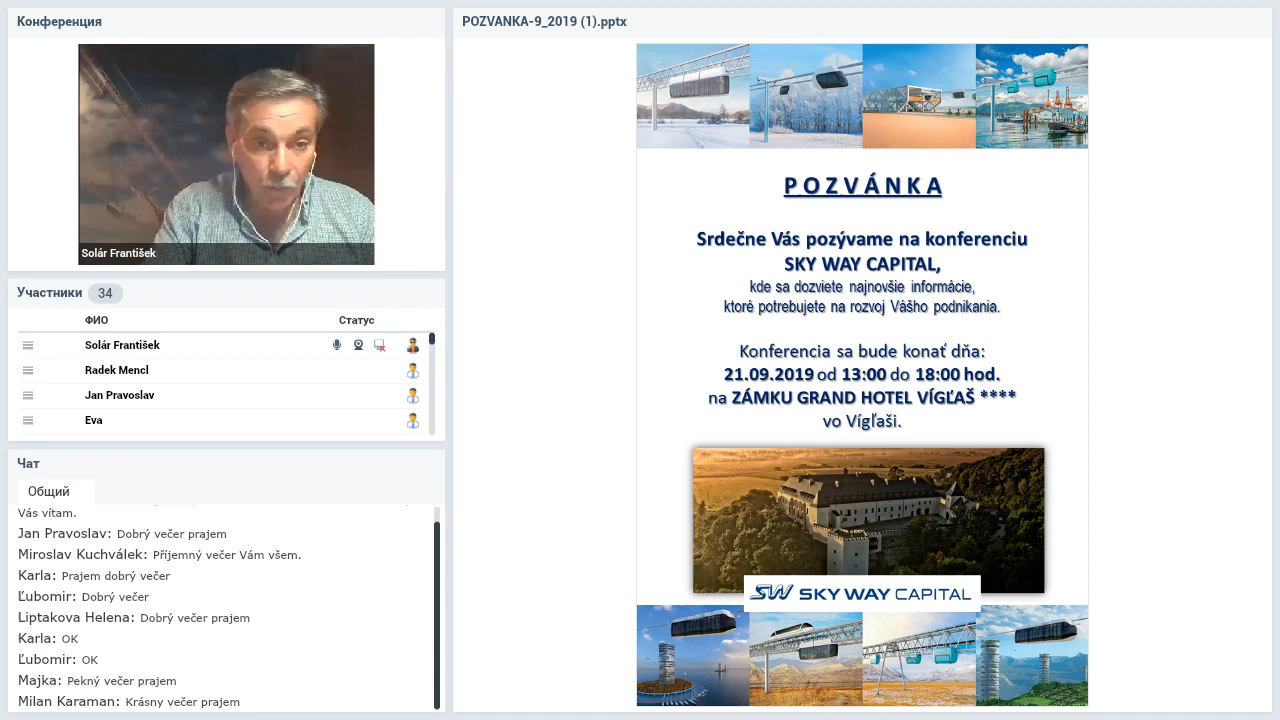 Конференция
Solár František
Участники 34
ФИО Статус
Solár František
Radek Mencl
Jan Pravoslav
Eva
Чат
Общий
Vás vítam.
Jan Pravoslav: Dobrý večer prajem
Miroslav Kuchválek: Příjemný večer Vám všem.
Karla: Prajem dobrý večer
Ľubomír: Dobrý večer
Liptakova Helena: Dobrý večer prajem
Karla: OK
Ľubomir: OK
Majka: Pekný večer prajem
Milan Karaman: Krásný večer prajem
POZVANKA-9_2019 (1).pptx
P O Z V Á N K A
Srdečne Vás pozývame na konferenciu
SKY WAY CAPITAL,
kde sa dozviete najnovšie informácie,
ktoré potrebujete na rozvoj Vášho podnikania.
Konferencia sa bude konať dňa:
21.09.2019 od 13:00 do 18:00 hod.
na ZÁMKU GRAND HOTEL VÍGĽAŠ ****
vo Vígľaši.
SW SKY WAY CAPITAL